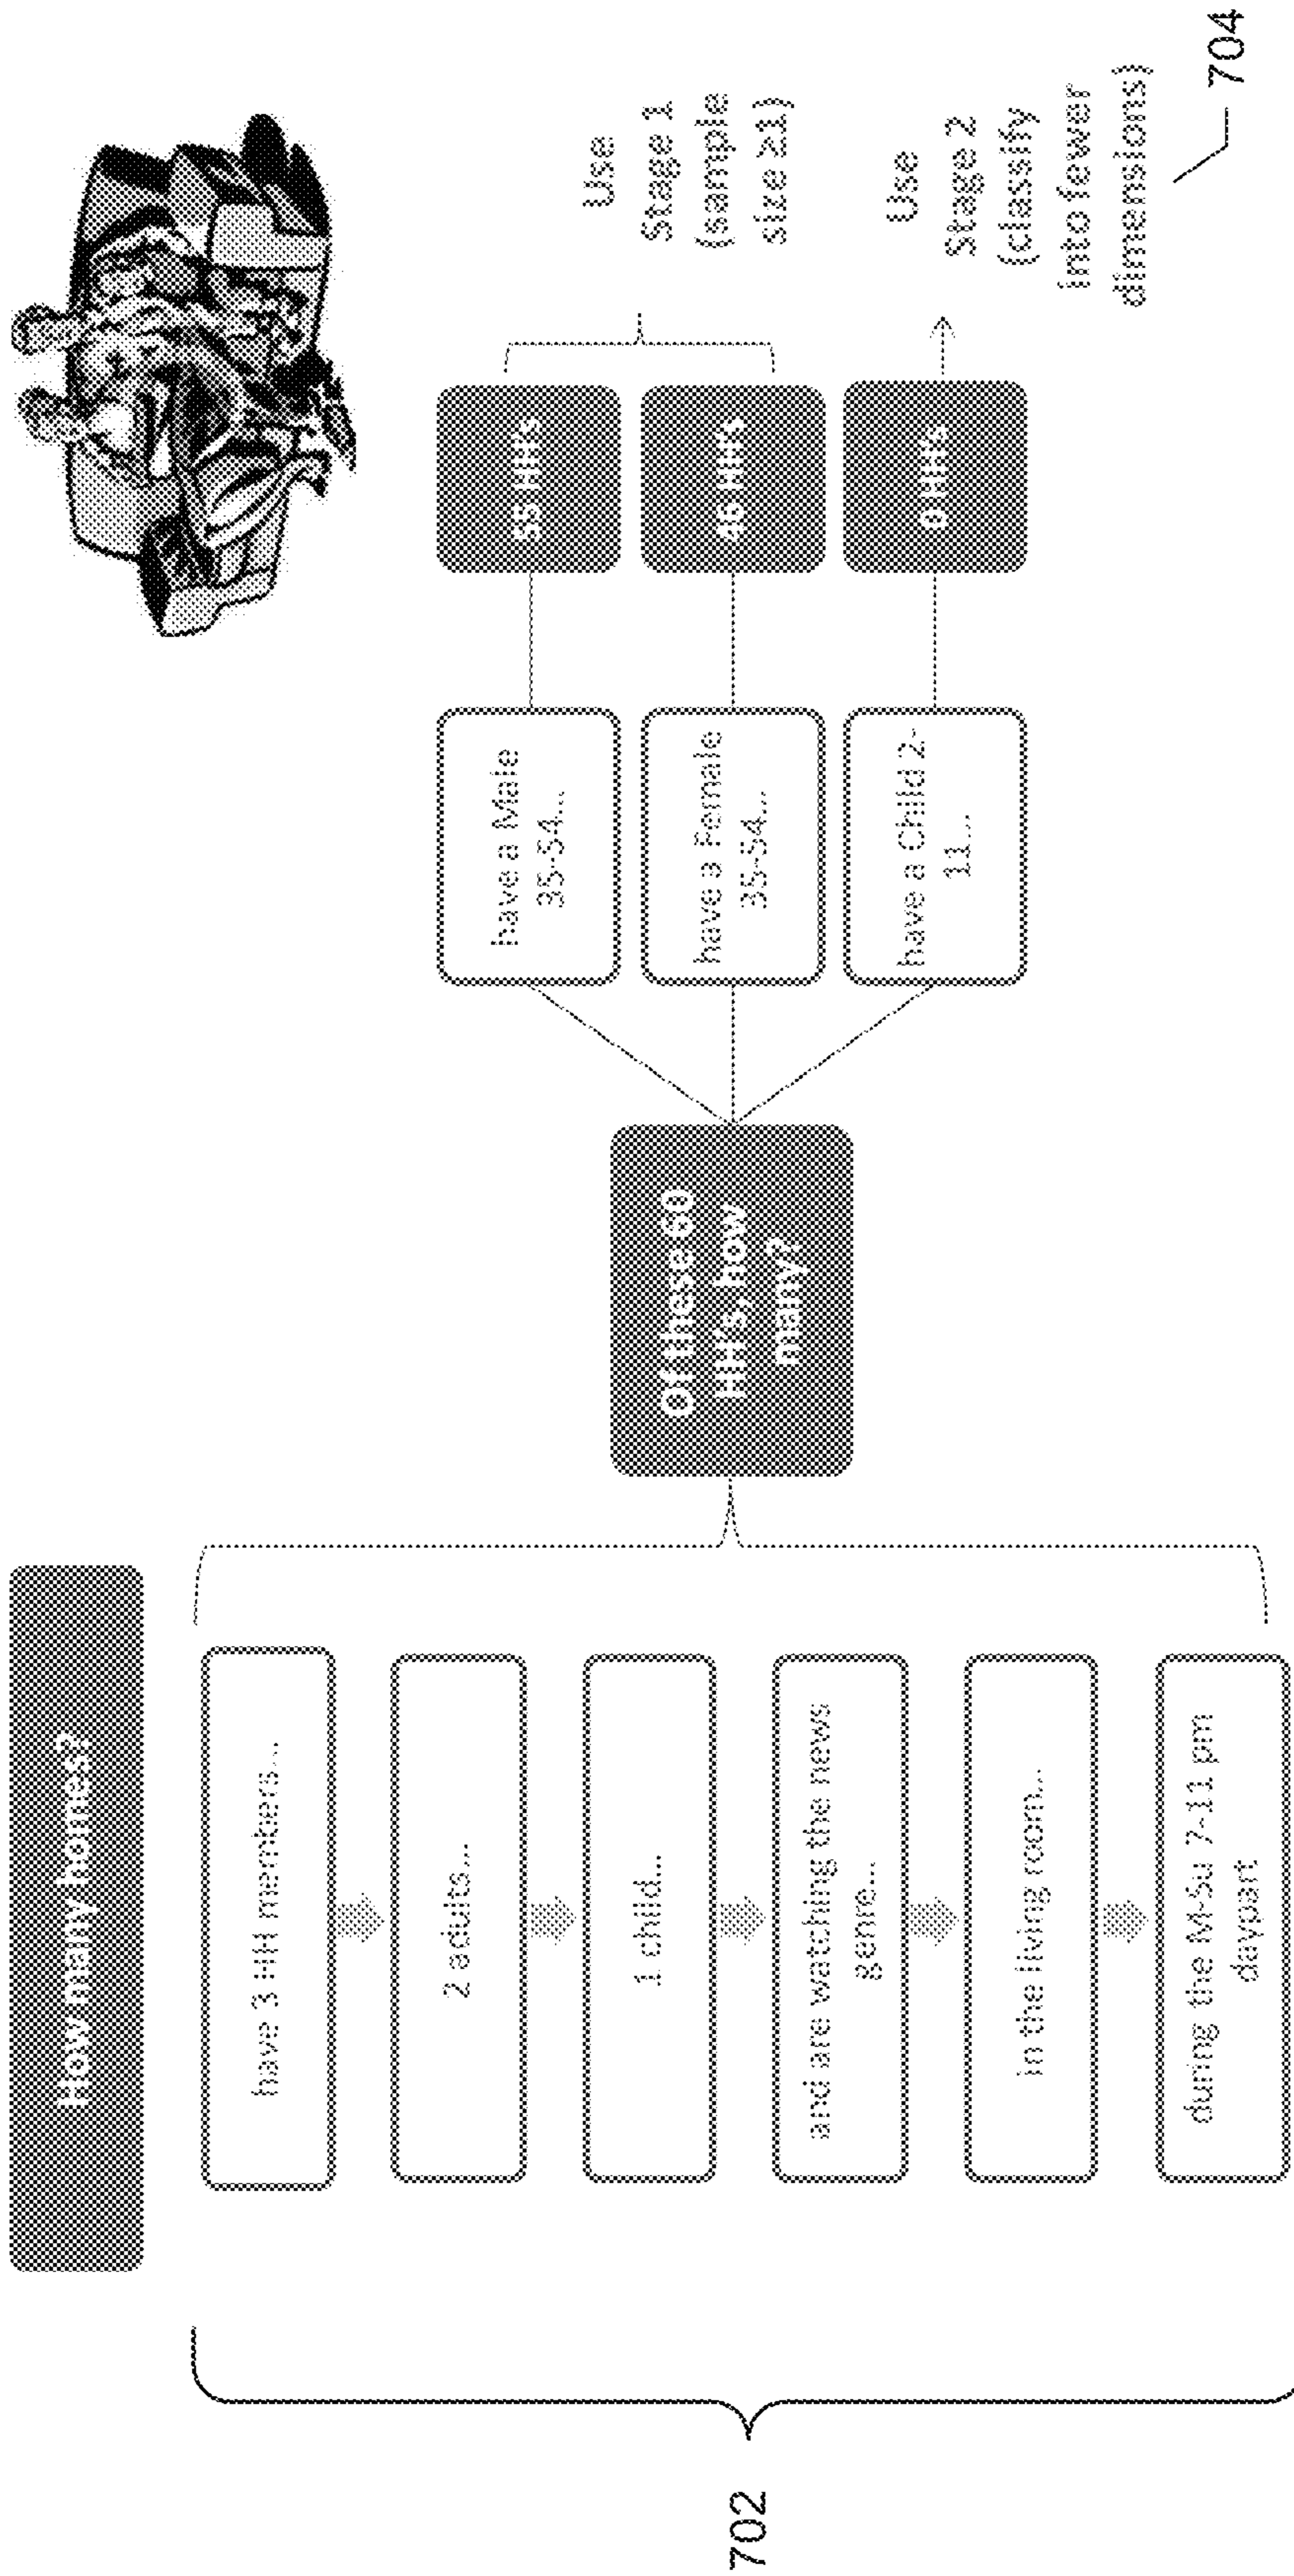 How many homes?
have 3 HH members...
2 adults...
1 child...
and are watching the news
genre...
in the living room...
during the M-Su 7-11 pm
daypart
702
Of these 60
HH's, how
many?
have a Male
35-54...
have a Female
35-54...
have a Child 2-
11...
55 HHs
46 HHs
0 HHs
Use
Stage 1
(sample
size ≥1)
Use
Stage 2
(classify
into fewer
dimensions)
704